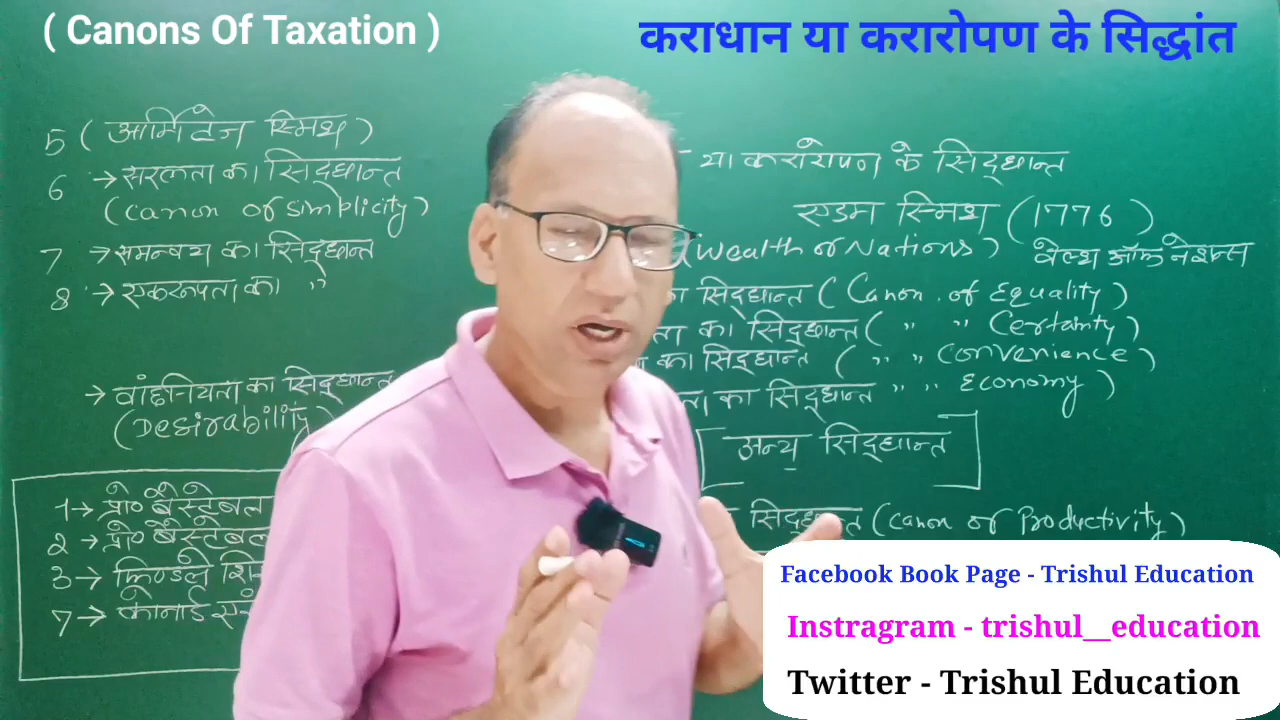 ( Canons Of Taxation )
कराधान या करारोपण के सिद्धांत
5 ( आर्मिटेज स्मिथ )
6 → सरलता का सिद्धान्त
(Canon of Simplicity)
7 → समन्वय का सिद्धान्त
8 → एकरूपता का "
→ वांछनियता का सिद्धान्त
(Desirability)
1 → प्रो० बैस्टेबल
2 → प्रो० बैस्टेबल
3 → फिण्डले
7 → कोनार्ड
या करारोपण के सिद्धान्त
एडम स्मिथ (1776)
(Wealth of Nations) वेल्थ ऑफ नेशन्स
का सिद्धान्त (Canon of Equality)
का सिद्धान्त ( " " Certainty)
का सिद्धान्त ( " " Convenience)
का सिद्धान्त " " Economy)
[ अन्य सिद्धान्त ]
सिद्धान्त (Canon of Productivity)
Facebook Book Page - Trishul Education
Instragram - trishul__education
Twitter - Trishul Education